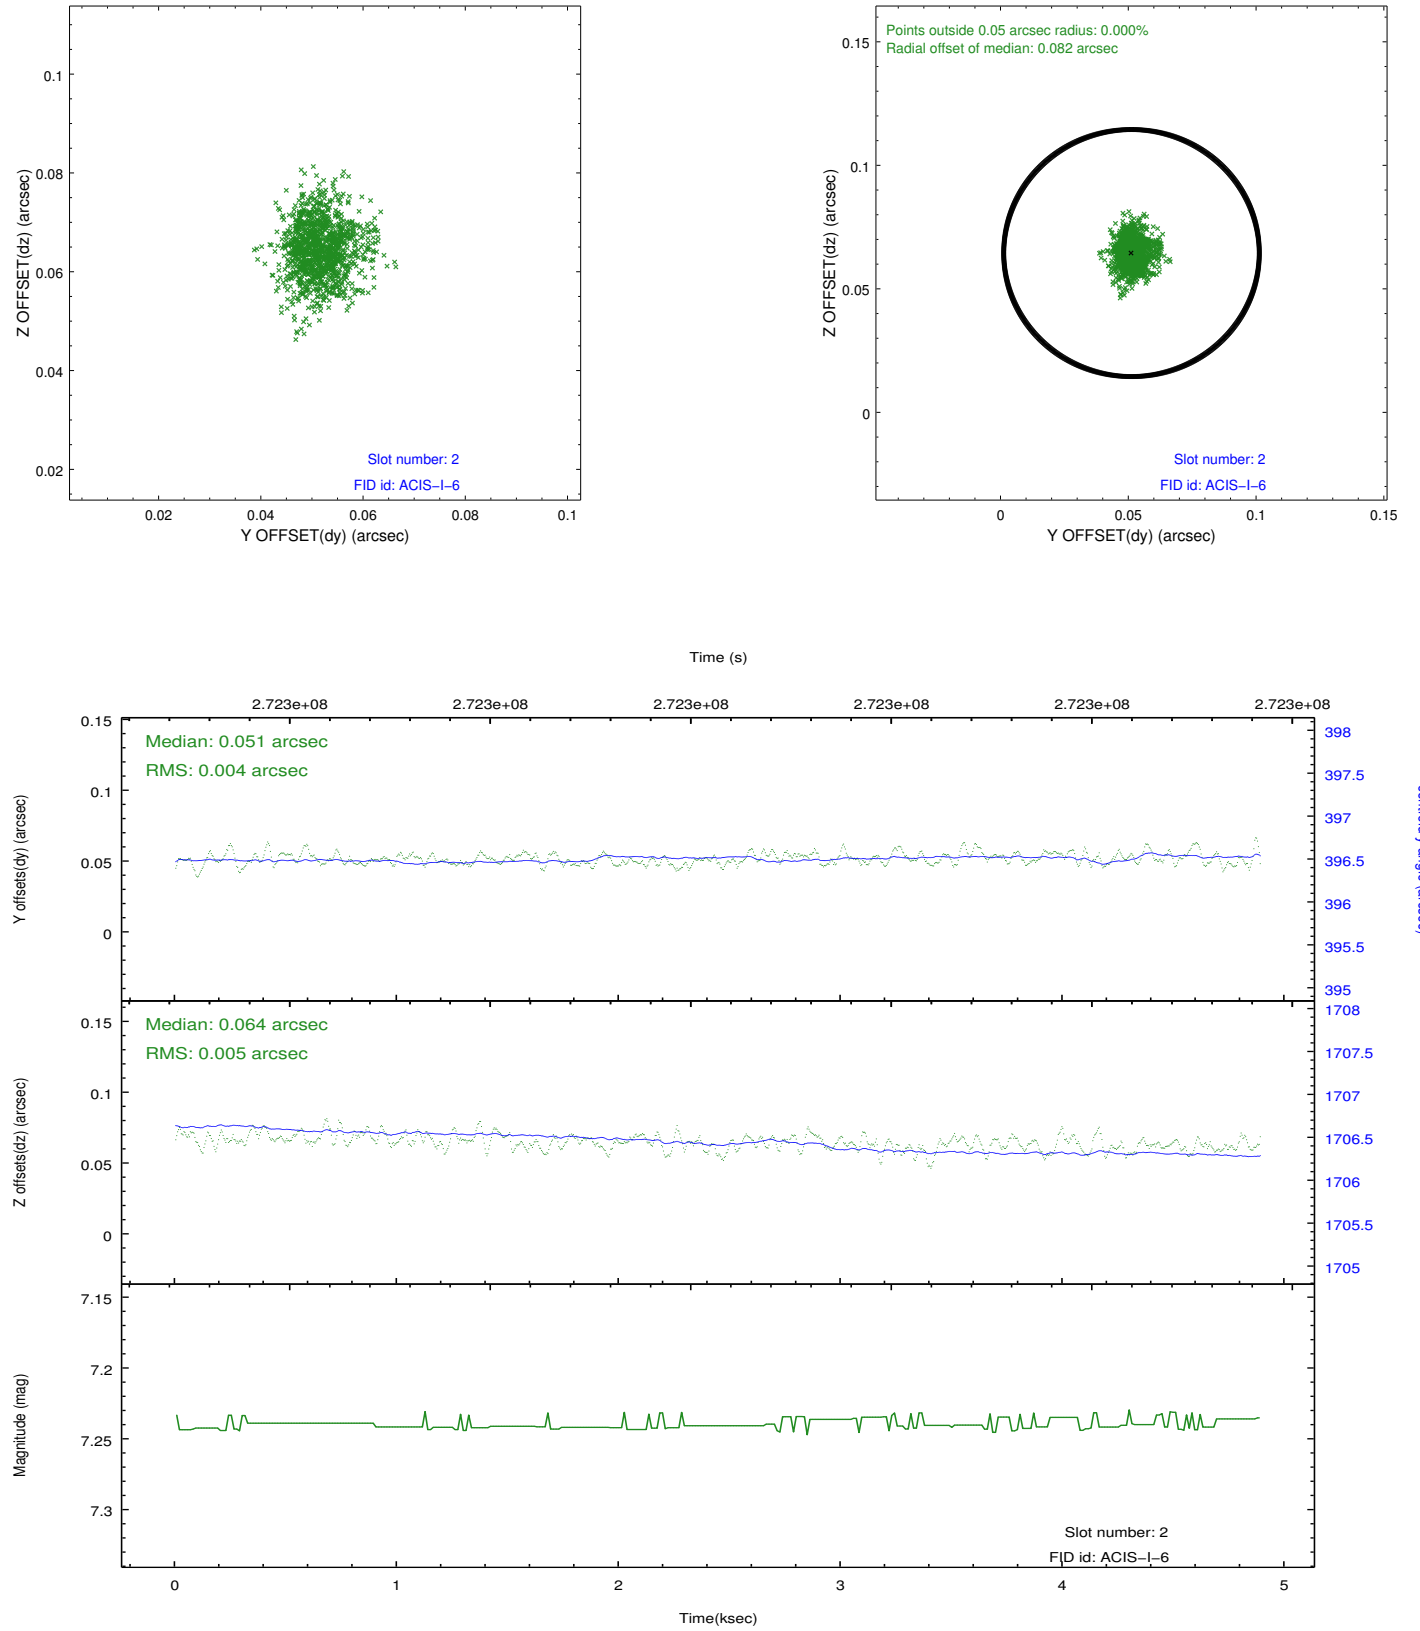 0.1
0.08
0.06
0.04
0.02
Z OFFSET(dz) (arcsec)
Slot number: 2
FID id: ACIS-I-6
0.02 0.04 0.06 0.08 0.1
Y OFFSET(dy) (arcsec)
Points outside 0.05 arcsec radius: 0.000%
Radial offset of median: 0.082 arcsec
0.15
0.1
0.05
0
Z OFFSET(dz) (arcsec)
Slot number: 2
FID id: ACIS-I-6
0 0.05 0.1 0.15
Y OFFSET(dy) (arcsec)
Time (s)
2.723e+08 2.723e+08 2.723e+08 2.723e+08 2.723e+08 2.723e+08
Median: 0.051 arcsec
RMS: 0.004 arcsec
0.15
0.1
0.05
0
Y offsets(dy) (arcsec)
398
397.5
397
396.5
396
395.5
395
Median: 0.064 arcsec
RMS: 0.005 arcsec
0.15
0.1
0.05
0
Z offsets(dz) (arcsec)
1708
1707.5
1707
1706.5
1706
1705.5
1705
7.15
7.2
7.25
7.3
Magnitude (mag)
Slot number: 2
FID id: ACIS-I-6
0 1 2 3 4 5
Time(ksec)